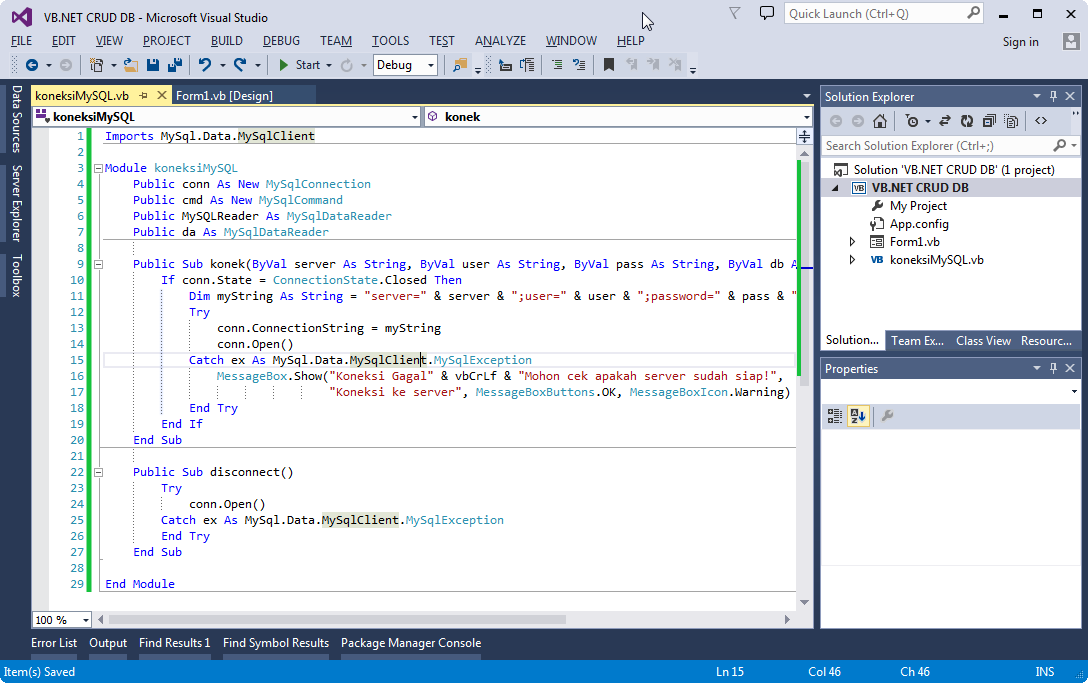 VB.NET CRUD DB - Microsoft Visual Studio
Quick Launch (Ctrl+Q)
FILE EDIT VIEW PROJECT BUILD DEBUG TEAM TOOLS TEST ANALYZE WINDOW HELP
Sign in
Start Debug
Data Sources
Server Explorer
Toolbox
koneksiMySQL.vb Form1.vb [Design]
koneksiMySQL konek
1 Imports MySql.Data.MySqlClient
2
3 Module koneksiMySQL
4 Public conn As New MySqlConnection
5 Public cmd As New MySqlCommand
6 Public MySQLReader As MySqlDataReader
7 Public da As MySqlDataReader
8
9 Public Sub konek(ByVal server As String, ByVal user As String, ByVal pass As String, ByVal db A
10 If conn.State = ConnectionState.Closed Then
11 Dim myString As String = "server=" & server & ";user=" & user & ";password=" & pass & "
12 Try
13 conn.ConnectionString = myString
14 conn.Open()
15 Catch ex As MySql.Data.MySqlClient.MySqlException
16 MessageBox.Show("Koneksi Gagal" & vbCrLf & "Mohon cek apakah server sudah siap!",
17 "Koneksi ke server", MessageBoxButtons.OK, MessageBoxIcon.Warning)
18 End Try
19 End If
20 End Sub
21
22 Public Sub disconnect()
23 Try
24 conn.Open()
25 Catch ex As MySql.Data.MySqlClient.MySqlException
26 End Try
27 End Sub
28
29 End Module
100 %
Solution Explorer
Search Solution Explorer (Ctrl+;)
Solution 'VB.NET CRUD DB' (1 project)
VB VB.NET CRUD DB
My Project
App.config
Form1.vb
VB koneksiMySQL.vb
Solution... Team Ex... Class View Resourc...
Properties
Error List Output Find Results 1 Find Symbol Results Package Manager Console
Item(s) Saved Ln 15 Col 46 Ch 46 INS